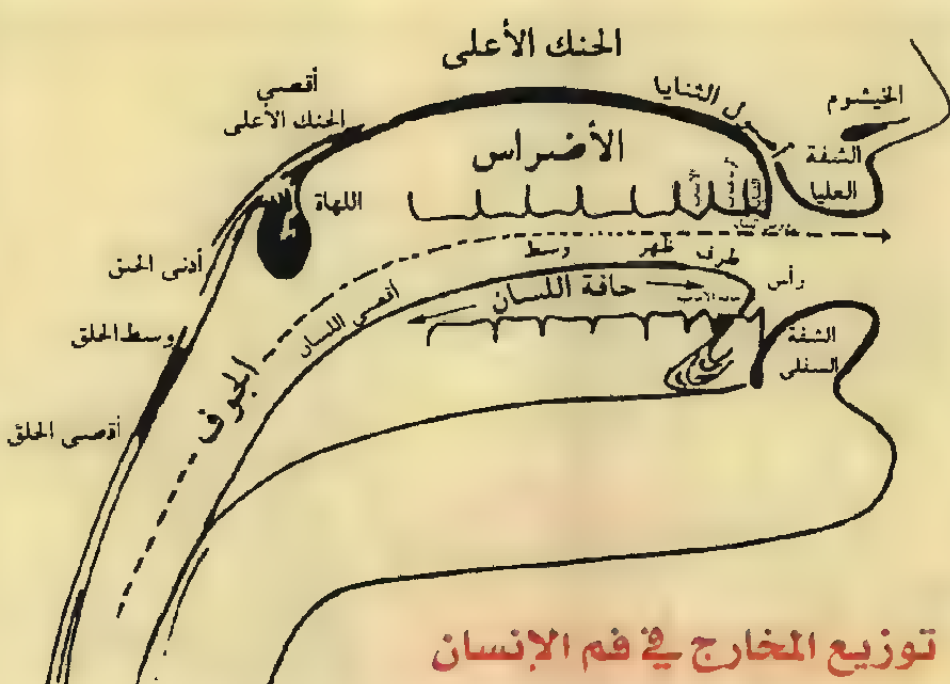 الحنك الأعلى
أقصى
الحنك الأعلى
أصول الثنايا
الخيشوم
الشفة
العليا
الأضراس
اللهاة
أدنى الحلق
وسط الحلق
أقصى الحلق
الجوف
أقصى اللسان
وسط
ظهر
طرف
رأس
حافة اللسان
الشفة
السفلى
توزيع المخارج في فم الإنسان